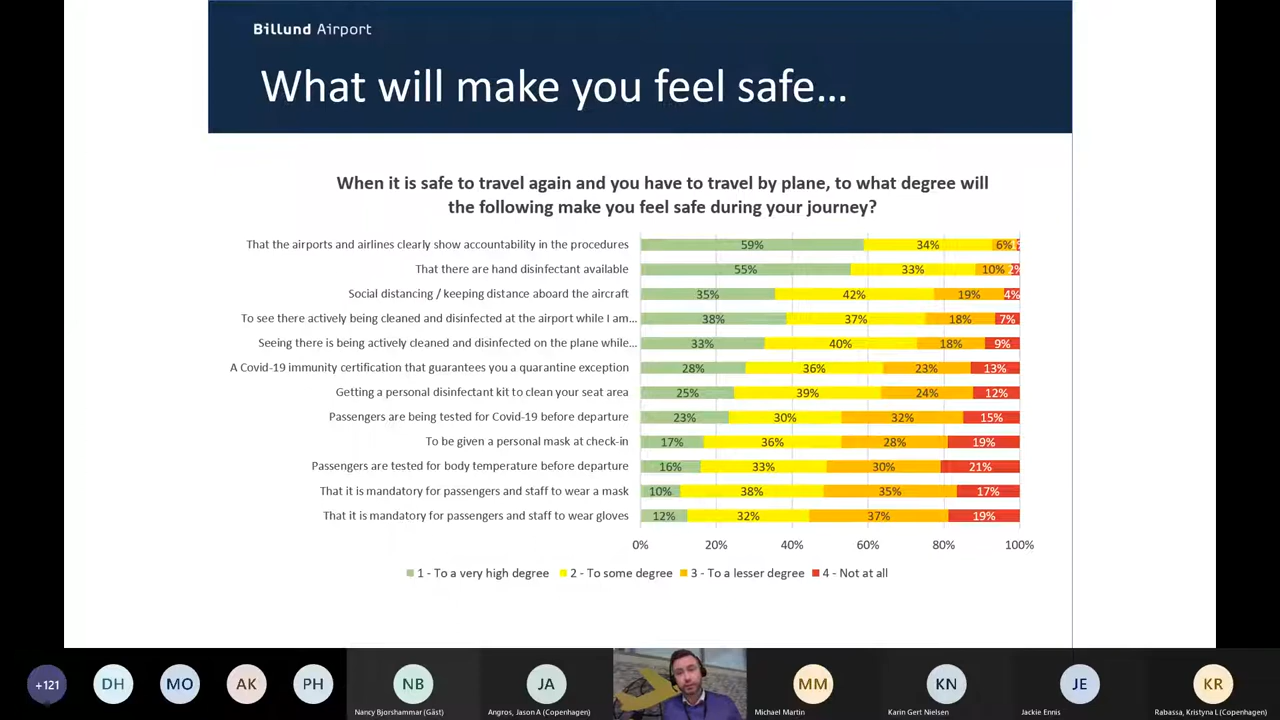 Billund Airport
What will make you feel safe...
When it is safe to travel again and you have to travel by plane, to what degree will
the following make you feel safe during your journey?
That the airports and airlines clearly show accountability in the procedures 59% 34% 6%
That there are hand disinfectant available 55% 33% 10% 2%
Social distancing / keeping distance aboard the aircraft 35% 42% 19% 4%
To see there actively being cleaned and disinfected at the airport while I am... 38% 37% 18% 7%
Seeing there is being actively cleaned and disinfected on the plane while... 33% 40% 18% 9%
A Covid-19 immunity certification that guarantees you a quarantine exception 28% 36% 23% 13%
Getting a personal disinfectant kit to clean your seat area 25% 39% 24% 12%
Passengers are being tested for Covid-19 before departure 23% 30% 32% 15%
To be given a personal mask at check-in 17% 36% 28% 19%
Passengers are tested for body temperature before departure 16% 33% 30% 21%
That it is mandatory for passengers and staff to wear a mask 10% 38% 35% 17%
That it is mandatory for passengers and staff to wear gloves 12% 32% 37% 19%
0% 20% 40% 60% 80% 100%
1 - To a very high degree 2 - To some degree 3 - To a lesser degree 4 - Not at all
+121 DH MO AK PH NB JA MM KN JE KR
Nancy Bjorshammar (Gäst) Angros, Jason A (Copenhagen) Michael Martin Karin Gert Nielsen Jackie Ennis Rabassa, Kristyna L (Copenhagen)